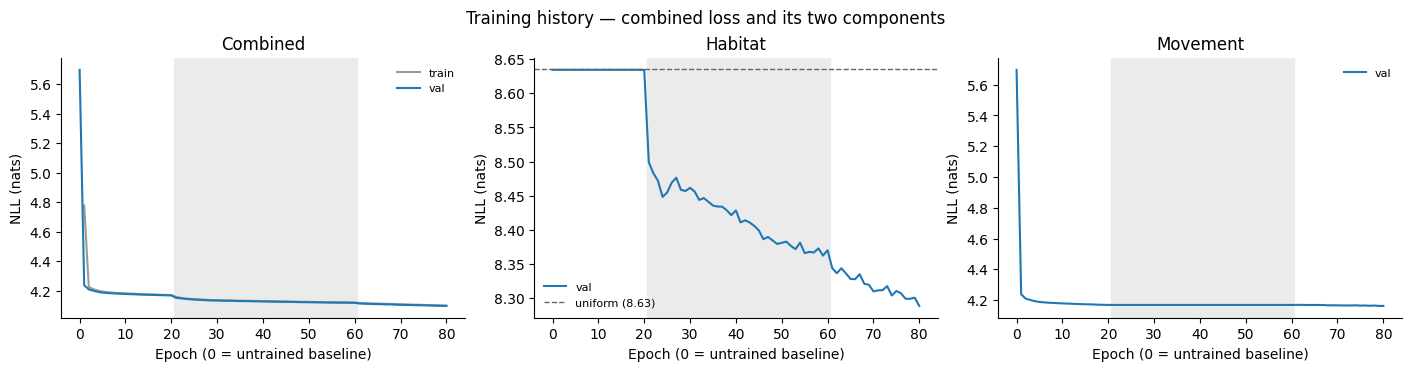 Training history — combined loss and its two components
Combined
NLL (nats)
5.6
5.4
5.2
5.0
4.8
4.6
4.4
4.2
train
val
0 10 20 30 40 50 60 70 80
Epoch (0 = untrained baseline)
Habitat
NLL (nats)
8.65
8.60
8.55
8.50
8.45
8.40
8.35
8.30
val
uniform (8.63)
0 10 20 30 40 50 60 70 80
Epoch (0 = untrained baseline)
Movement
NLL (nats)
5.6
5.4
5.2
5.0
4.8
4.6
4.4
4.2
val
0 10 20 30 40 50 60 70 80
Epoch (0 = untrained baseline)